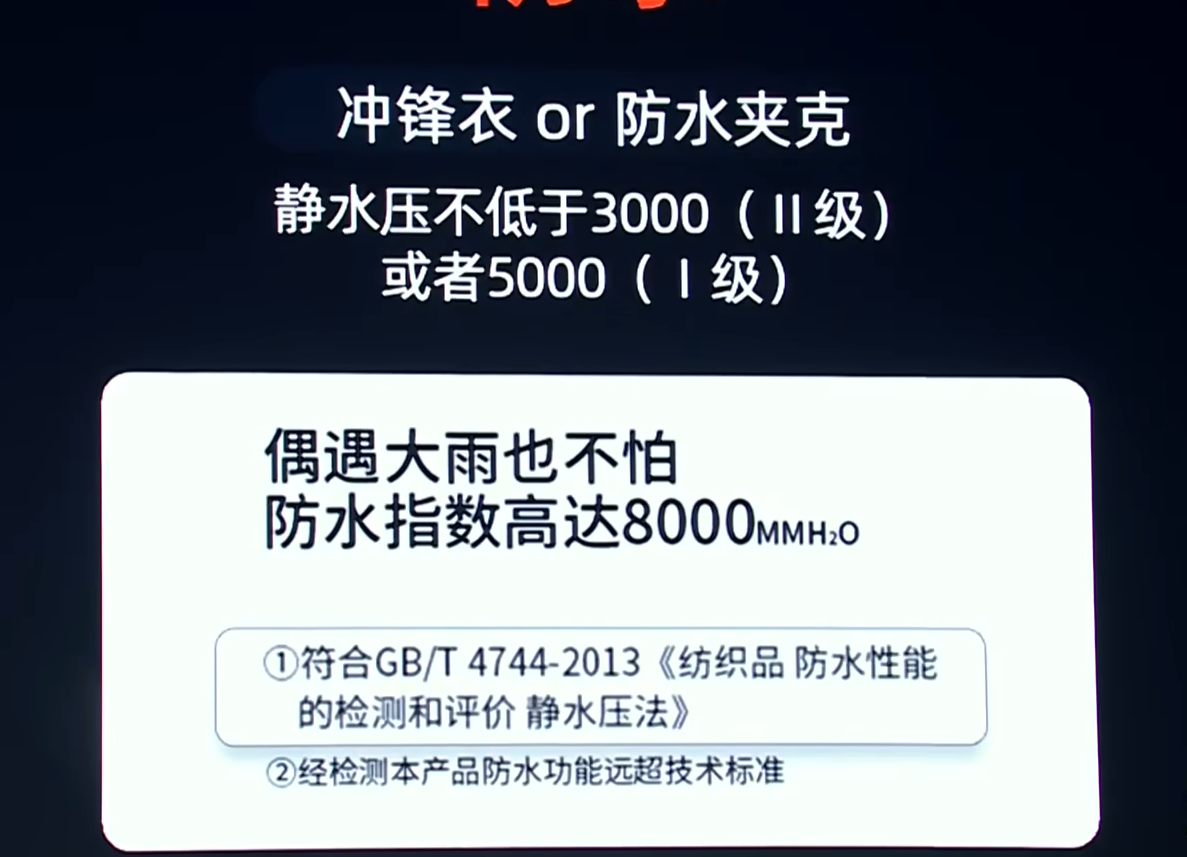 冲锋衣 or 防水夹克
静水压不低于3000（II级）
或者5000（I级）
偶遇大雨也不怕
防水指数高达8000MMH₂O
①符合GB/T 4744-2013《纺织品 防水性能
的检测和评价 静水压法》
②经检测本产品防水功能远超技术标准